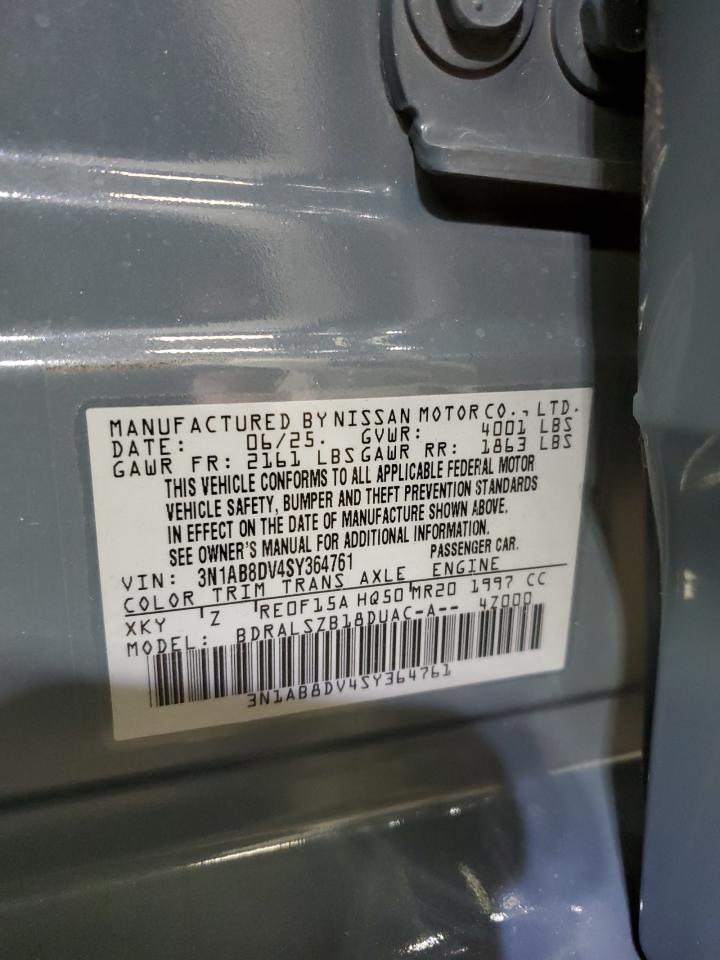 MANUFACTURED BY NISSAN MOTOR CO., LTD.
DATE: 06/25. GVWR: 4001 LBS
GAWR FR: 2161 LBS GAWR RR: 1863 LBS
THIS VEHICLE CONFORMS TO ALL APPLICABLE FEDERAL MOTOR
VEHICLE SAFETY, BUMPER AND THEFT PREVENTION STANDARDS
IN EFFECT ON THE DATE OF MANUFACTURE SHOWN ABOVE.
SEE OWNER'S MANUAL FOR ADDITIONAL INFORMATION.
VIN: 3N1AB8DV4SY364761 PASSENGER CAR.
COLOR TRIM TRANS AXLE ENGINE
XKY Z RE0F15A HQ50 MR20 1997 CC
MODEL: BDRALSZB18DUAC-A-- 4Z000
3N1AB8DV4SY364761